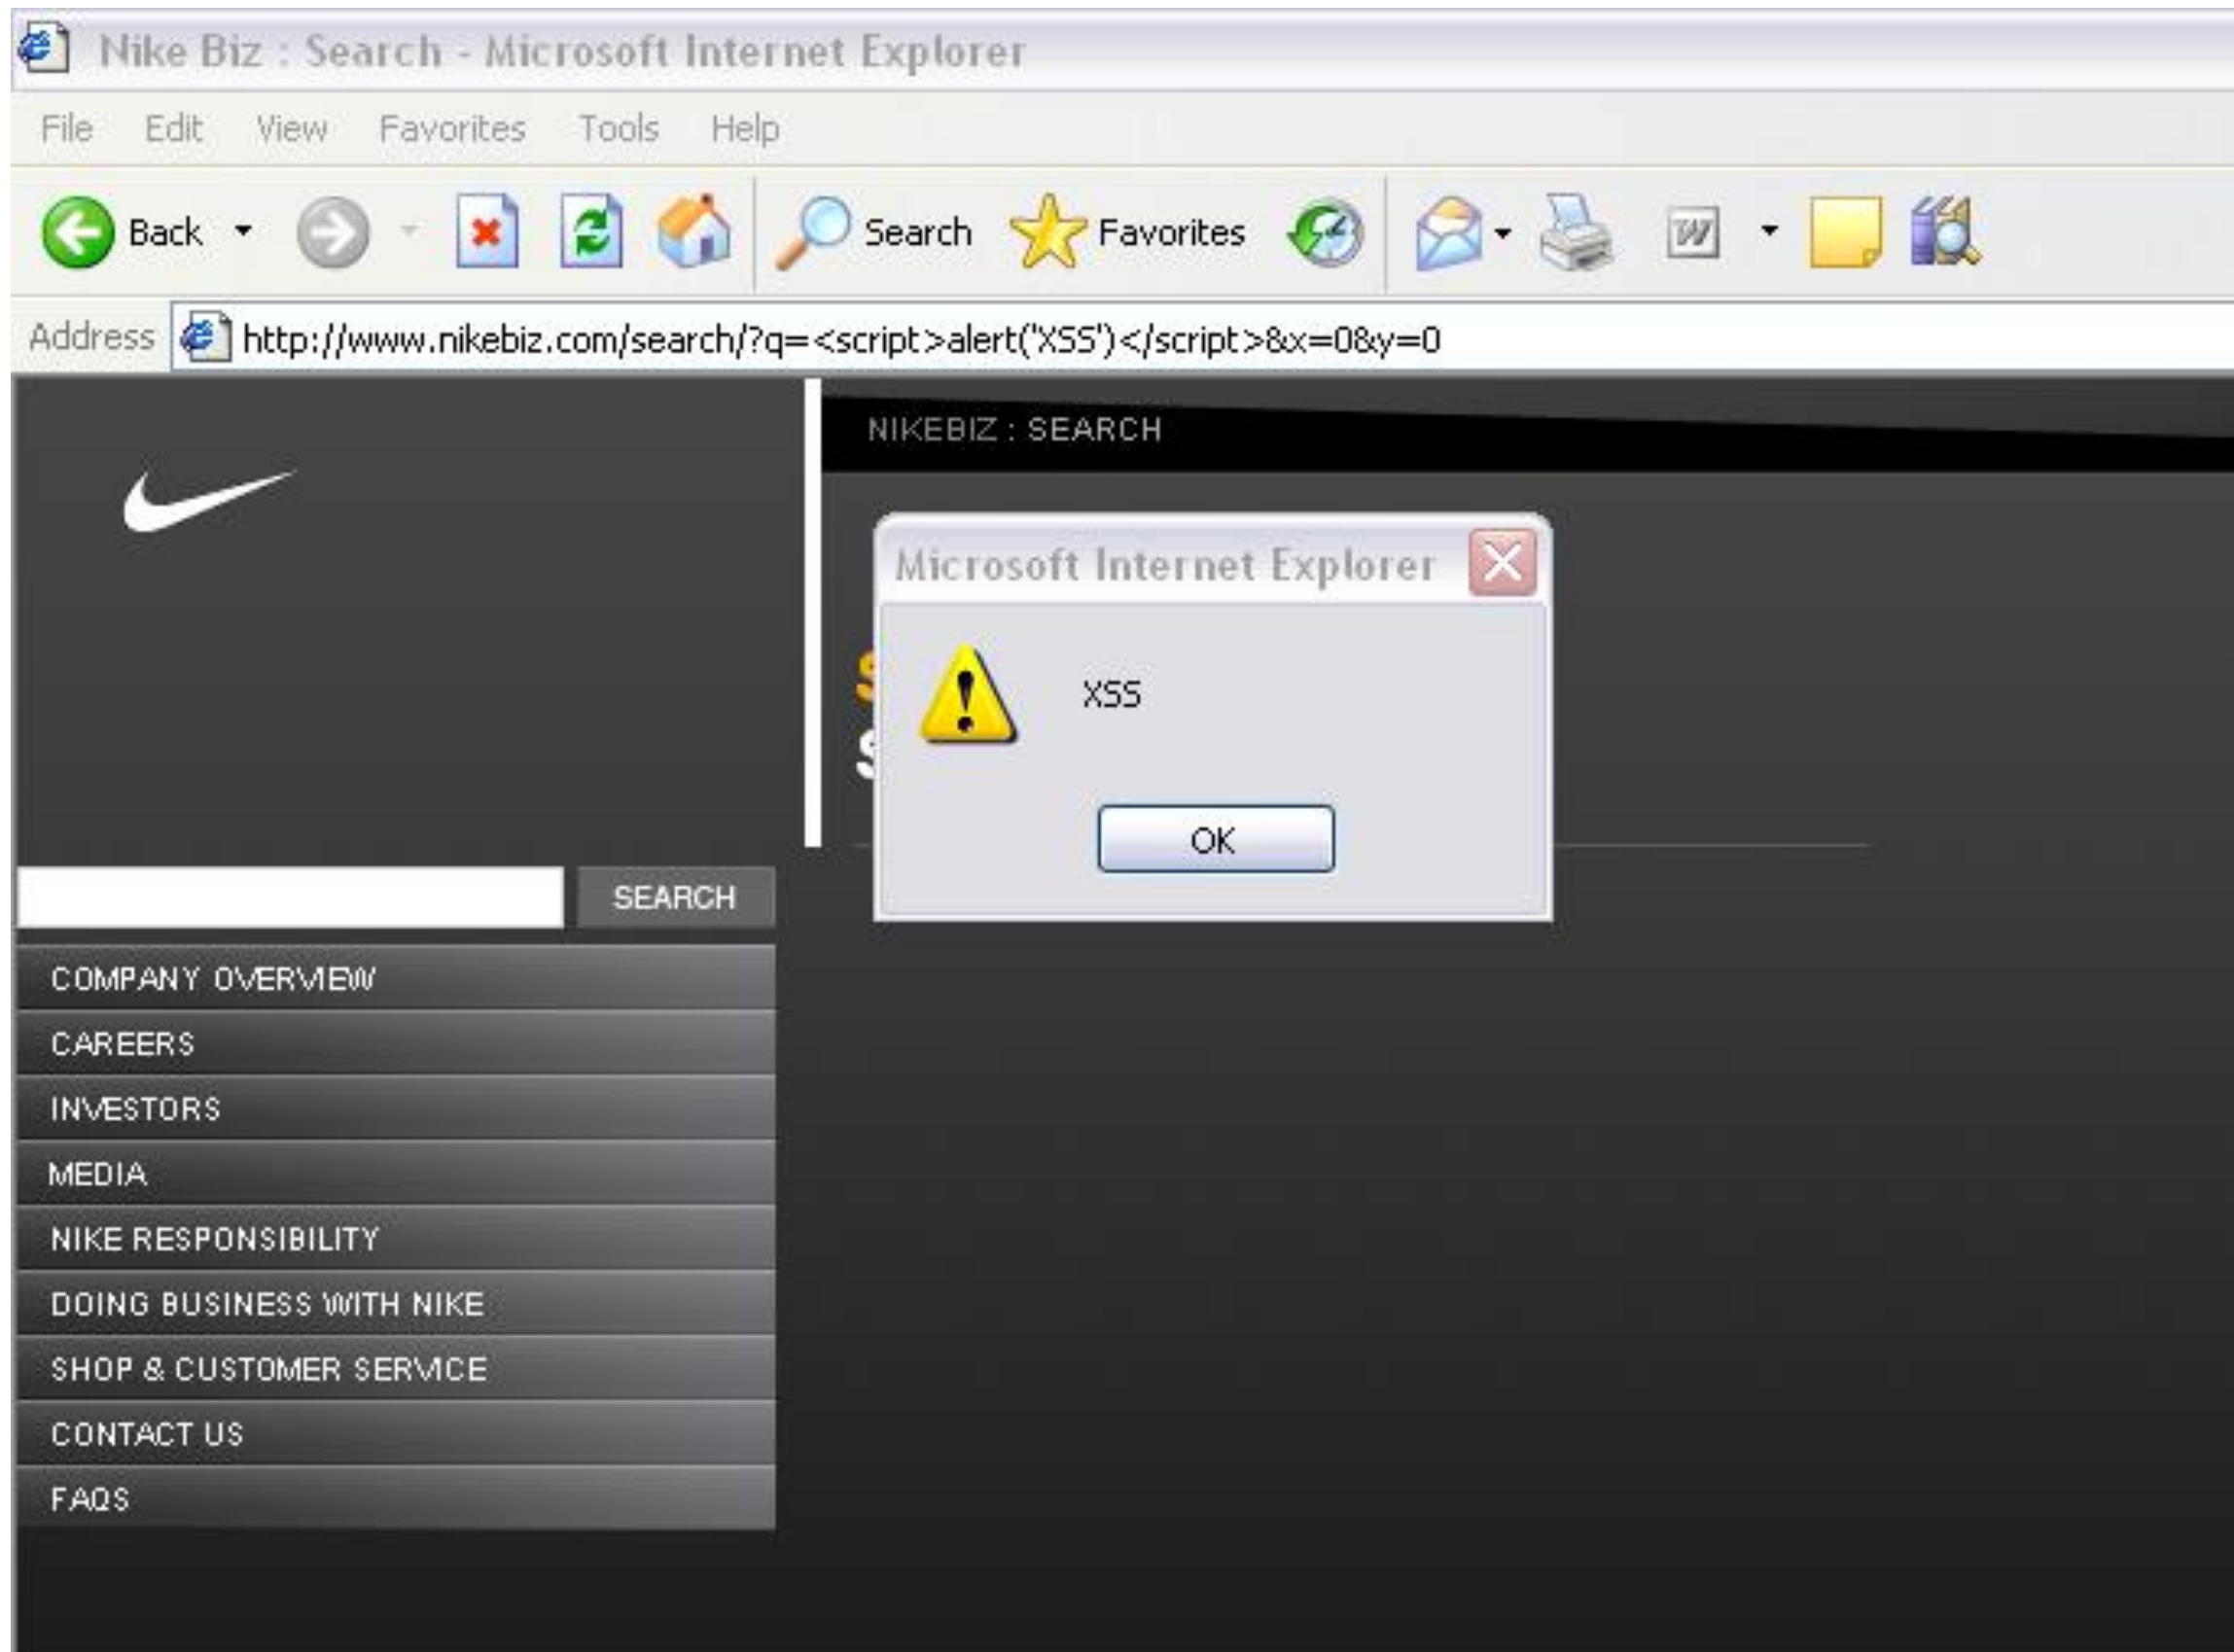 Nike Biz : Search - Microsoft Internet Explorer
File Edit View Favorites Tools Help
Back Search Favorites W
Address http://www.nikebiz.com/search/?q=<script>alert('XSS')</script>&x=0&y=0
NIKEBIZ : SEARCH
Microsoft Internet Explorer
XSS
OK
SEARCH
COMPANY OVERVIEW
CAREERS
INVESTORS
MEDIA
NIKE RESPONSIBILITY
DOING BUSINESS WITH NIKE
SHOP & CUSTOMER SERVICE
CONTACT US
FAQS